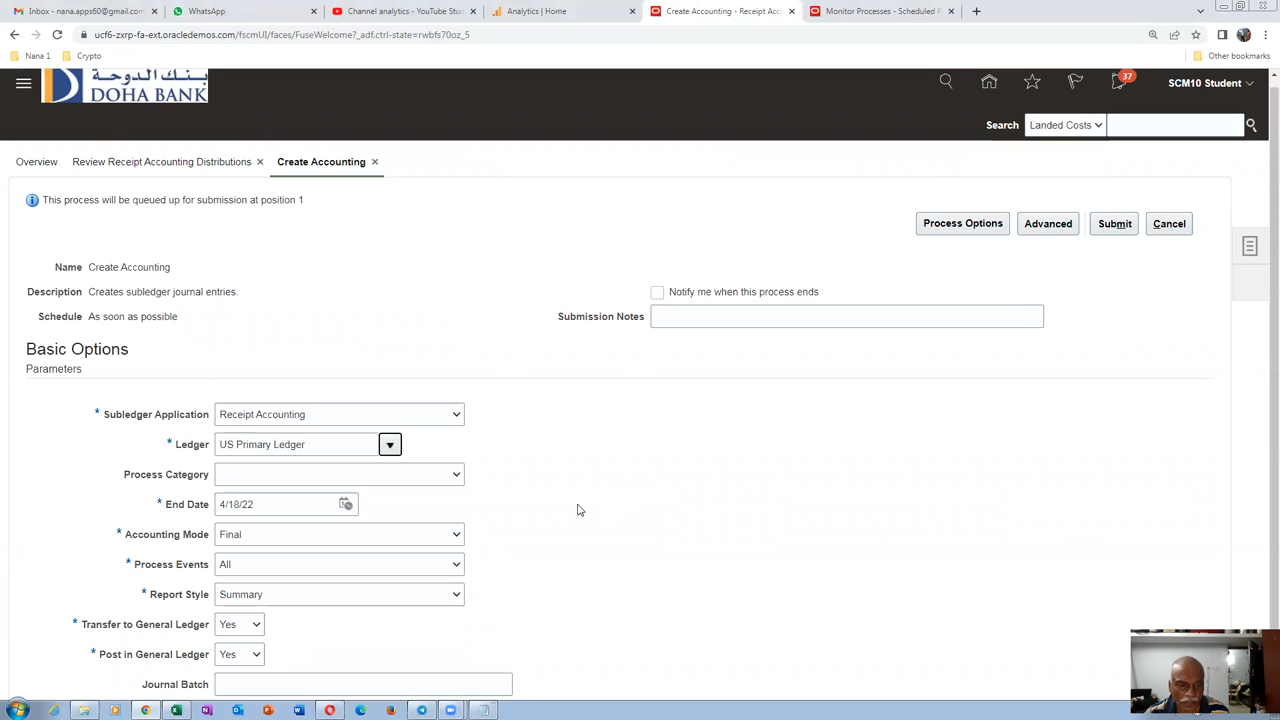 Inbox - nana.apps60@gmail.com
WhatsApp
Channel analytics - YouTube Stu
Analytics | Home
Create Accounting - Receipt Acc
Monitor Processes - Scheduled P
ucf6-zxrp-fa-ext.oracledemos.com/fscmUI/faces/FuseWelcome?_adf.ctrl-state=rwbfs70oz_5
Nana 1
Crypto
Other bookmarks
بنك الدوحة
DOHA BANK
37
SCM10 Student
Search
Landed Costs
Overview
Review Receipt Accounting Distributions
Create Accounting
This process will be queued up for submission at position 1
Process Options
Advanced
Submit
Cancel
Name Create Accounting
Description Creates subledger journal entries.
Notify me when this process ends
Schedule As soon as possible
Submission Notes
Basic Options
Parameters
* Subledger Application Receipt Accounting
* Ledger US Primary Ledger
Process Category
* End Date 4/18/22
* Accounting Mode Final
* Process Events All
* Report Style Summary
* Transfer to General Ledger Yes
* Post in General Ledger Yes
Journal Batch